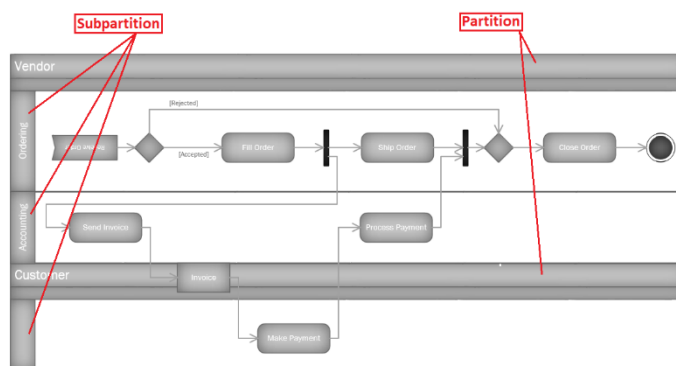 Subpartition
Partition
Vendor
Ordering
[Rejected]
[Accepted]
Fill Order
Ship Order
Close Order
Accounting
Send Invoice
Process Payment
Customer
Invoice
Make Payment